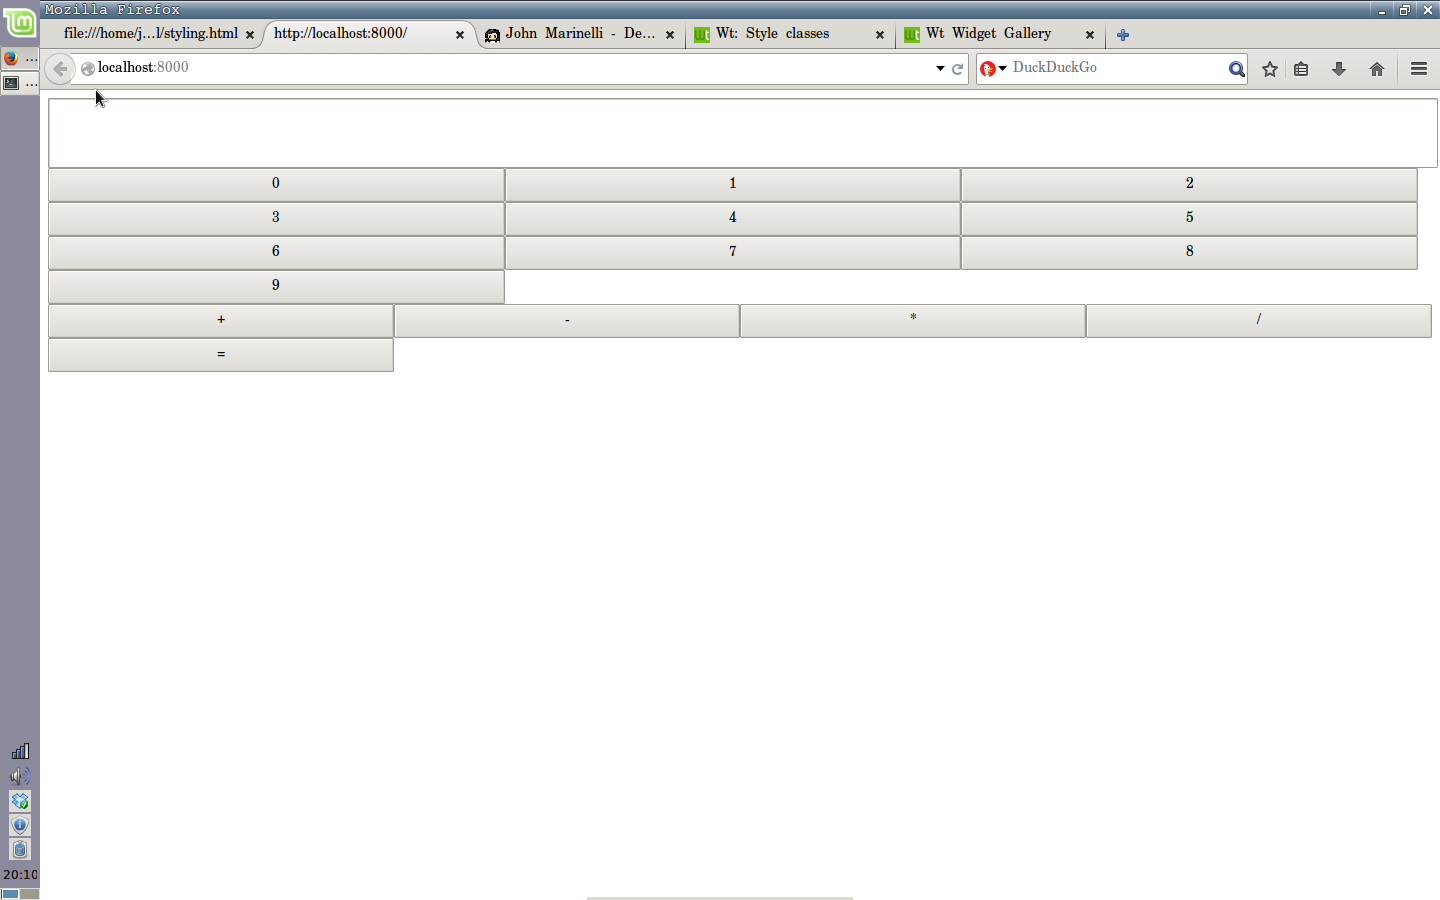 Mozilla Firefox
file:///home/j...l/styling.html http://localhost:8000/ John Marinelli - De... Wt: Style classes Wt Widget Gallery
localhost:8000 DuckDuckGo
0 1 2
3 4 5
6 7 8
9
+ - * /
=
20:10